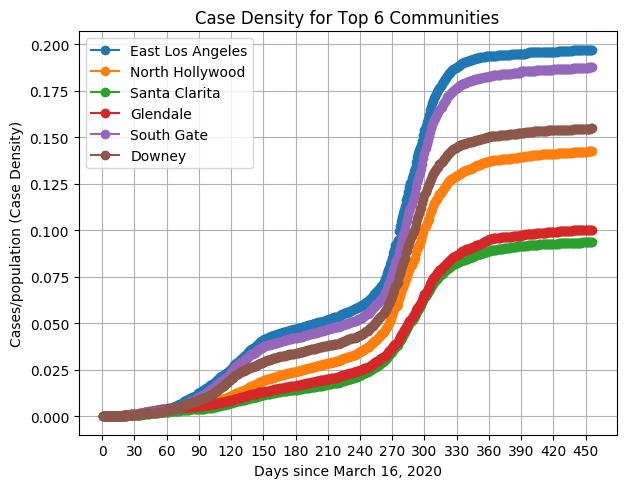 Case Density for Top 6 Communities
Cases/population (Case Density)
0.200
0.175
0.150
0.125
0.100
0.075
0.050
0.025
0.000
East Los Angeles
North Hollywood
Santa Clarita
Glendale
South Gate
Downey
0 30 60 90 120 150 180 210 240 270 300 330 360 390 420 450
Days since March 16, 2020